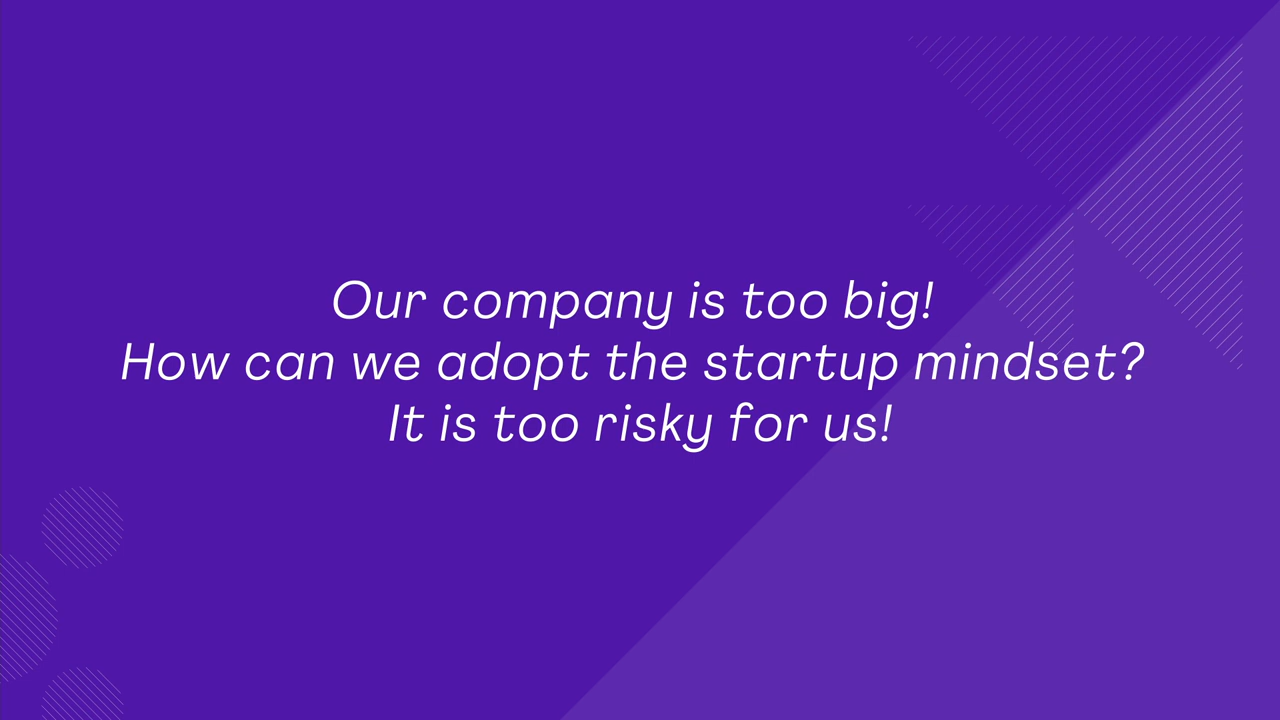 Our company is too big!
How can we adopt the startup mindset?
It is too risky for us!